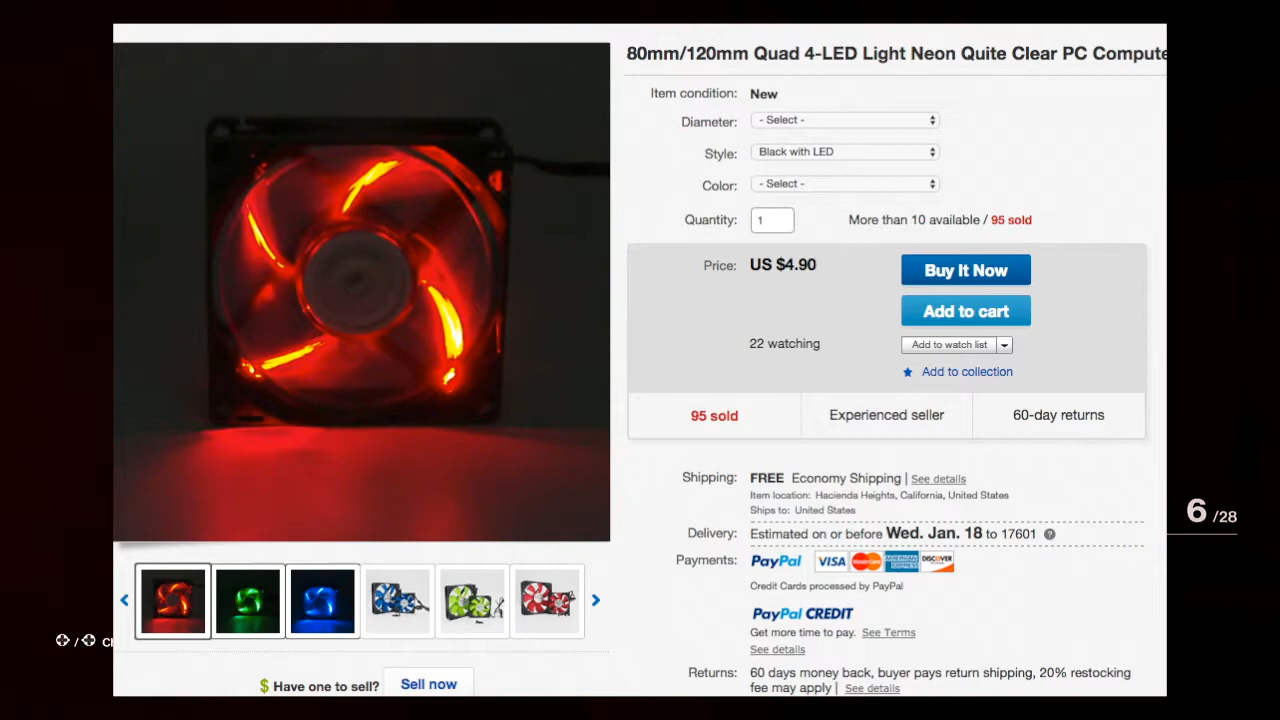 80mm/120mm Quad 4-LED Light Neon Quite Clear PC Compute
Item condition: New
Diameter: - Select -
Style: Black with LED
Color: - Select -
Quantity: 1 More than 10 available / 95 sold
Price: US $4.90 Buy It Now
Add to cart
22 watching Add to watch list
Add to collection
95 sold Experienced seller 60-day returns
Shipping: FREE Economy Shipping | See details
Item location: Hacienda Heights, California, United States
Ships to: United States
Delivery: Estimated on or before Wed. Jan. 18 to 17601 ?
Payments: PayPal VISA MasterCard AMERICAN EXPRESS DISCOVER
Credit Cards processed by PayPal
PayPal CREDIT
Get more time to pay. See Terms
See details
Returns: 60 days money back, buyer pays return shipping, 20% restocking
fee may apply | See details
$ Have one to sell? Sell now
6 /28
/ Ch